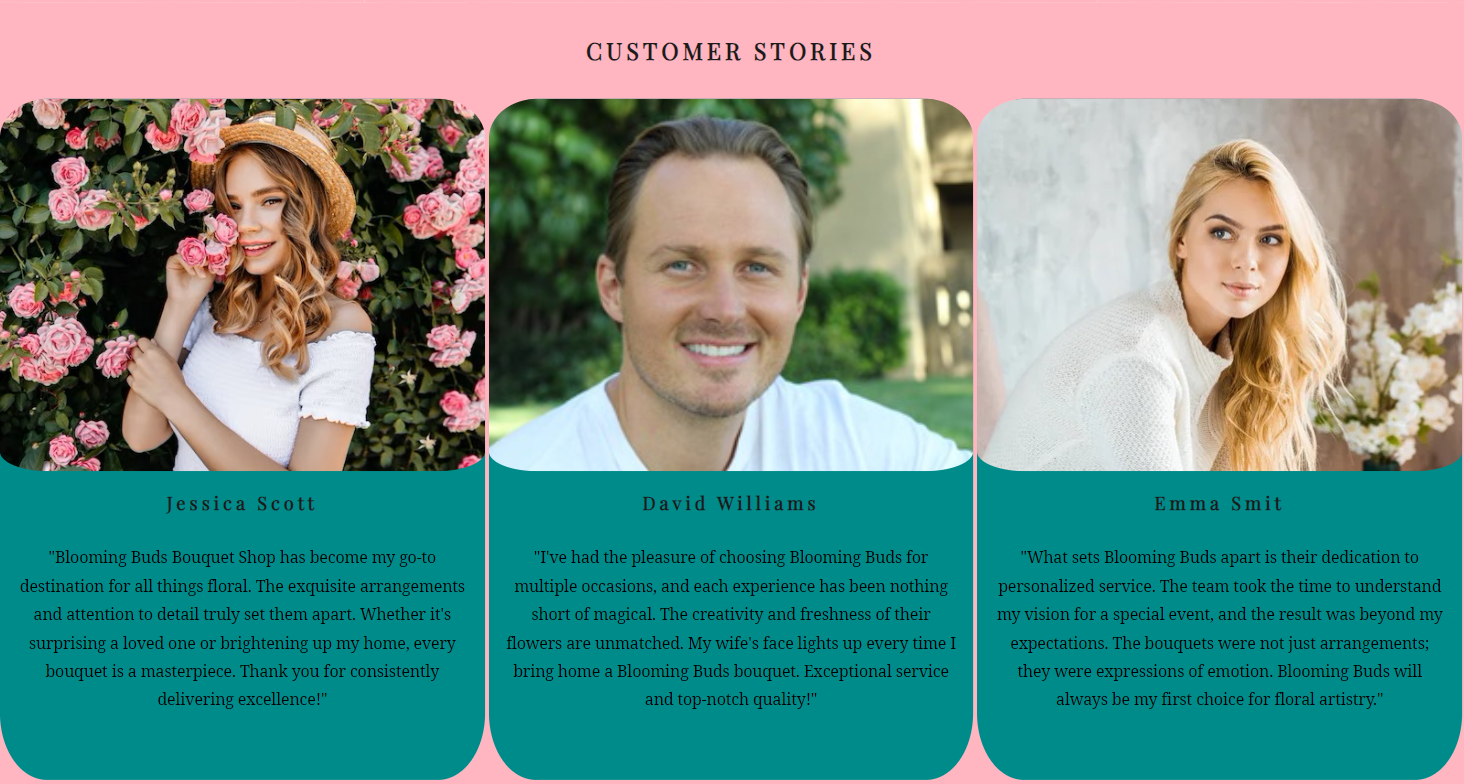 CUSTOMER STORIES
Jessica Scott
"Blooming Buds Bouquet Shop has become my go-to
destination for all things floral. The exquisite arrangements
and attention to detail truly set them apart. Whether it's
surprising a loved one or brightening up my home, every
bouquet is a masterpiece. Thank you for consistently
delivering excellence!"
David Williams
"I've had the pleasure of choosing Blooming Buds for
multiple occasions, and each experience has been nothing
short of magical. The creativity and freshness of their
flowers are unmatched. My wife's face lights up every time I
bring home a Blooming Buds bouquet. Exceptional service
and top-notch quality!"
Emma Smit
"What sets Blooming Buds apart is their dedication to
personalized service. The team took the time to understand
my vision for a special event, and the result was beyond my
expectations. The bouquets were not just arrangements;
they were expressions of emotion. Blooming Buds will
always be my first choice for floral artistry."